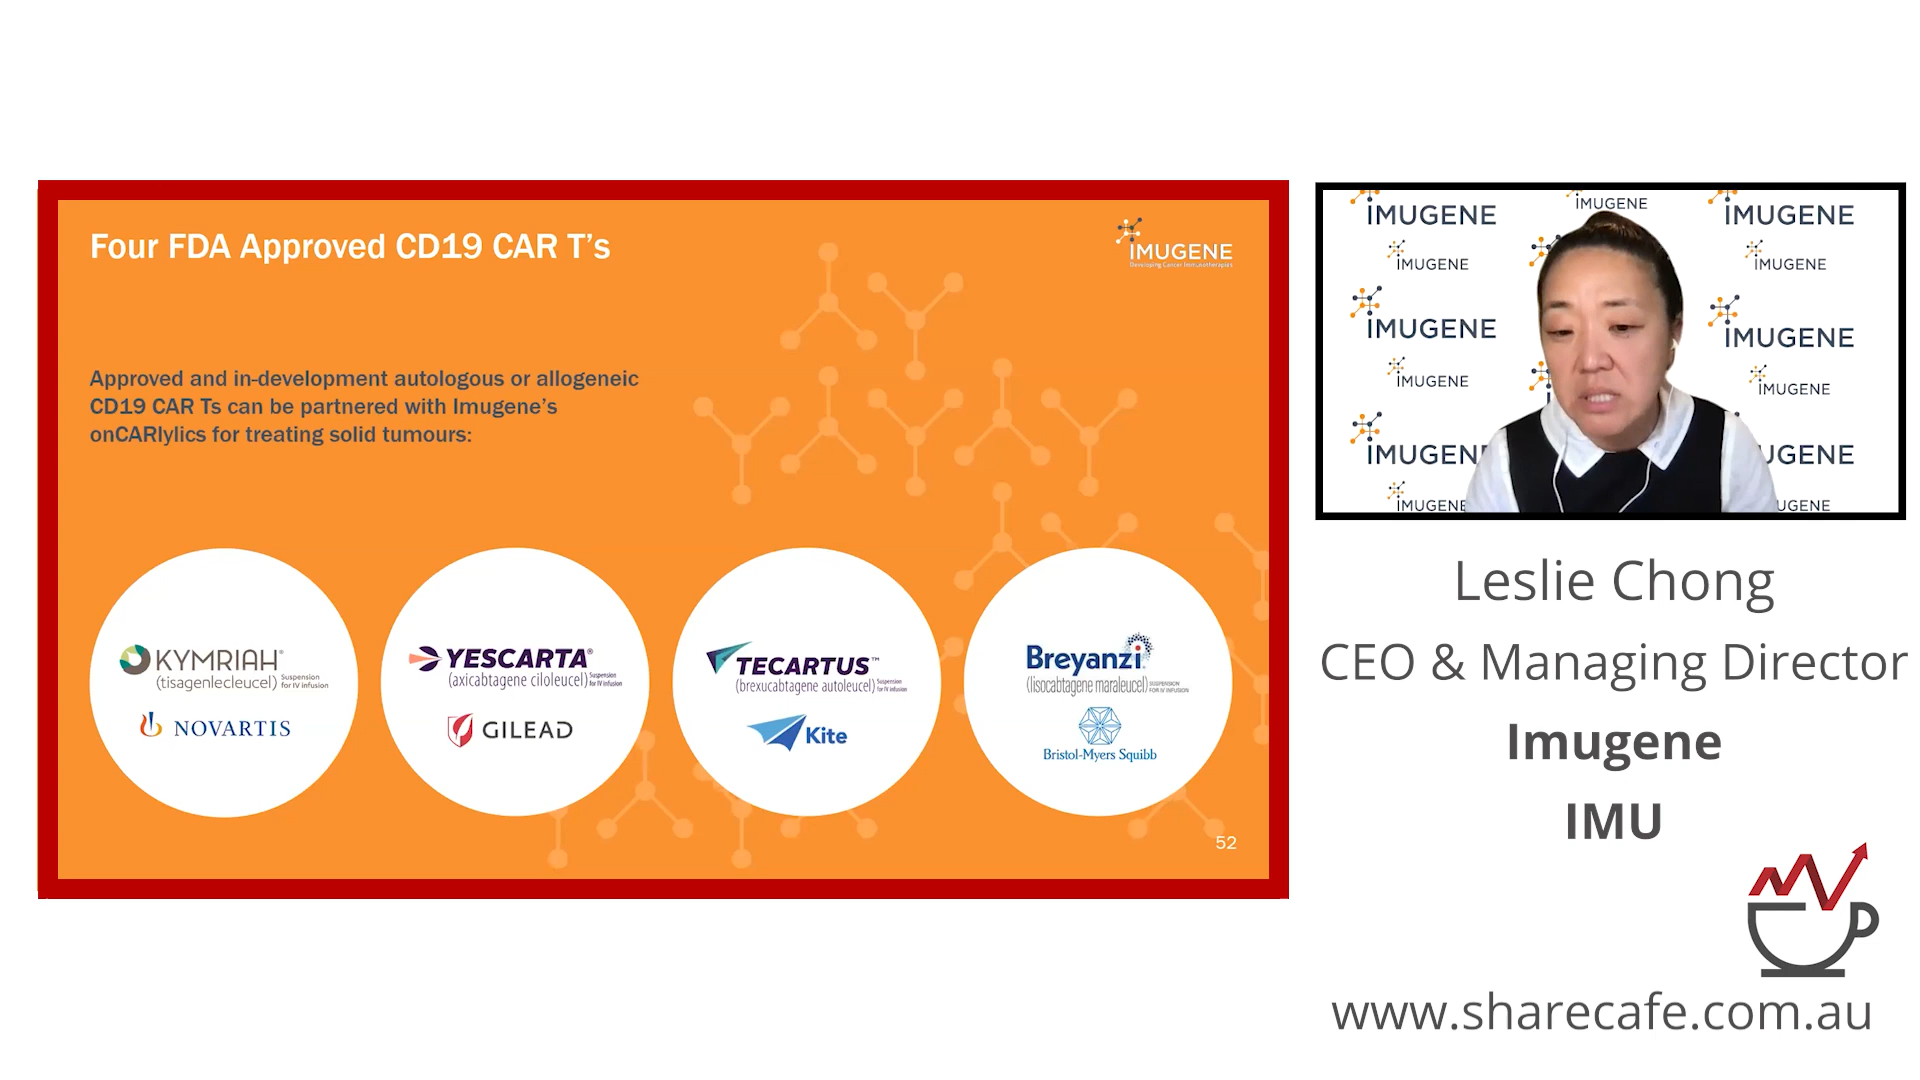 Four FDA Approved CD19 CAR T's
IMUGENE
Developing Cancer Immunotherapies
Approved and in-development autologous or allogeneic
CD19 CAR Ts can be partnered with Imugene's
onCARlylics for treating solid tumours:
KYMRIAH®
(tisagenlecleucel) Suspension
for IV infusion
NOVARTIS
YESCARTA®
(axicabtagene ciloleucel) Suspension
for IV infusion
GILEAD
TECARTUS™
(brexucabtagene autoleucel) Suspension
for IV infusion
Kite
Breyanzi
(lisocabtagene maraleucel) SUSPENSION
FOR IV INFUSION
Bristol-Myers Squibb
52
IMUGENE
IMUGENE
IMUGENE
IMUGENE
IMUGENE
IMUGENE
IMUGENE
IMUGENE
IMUGENE
IMUGEN
UGENE
IMUGENE
UGENE
Leslie Chong
CEO & Managing Director
Imugene
IMU
www.sharecafe.com.au